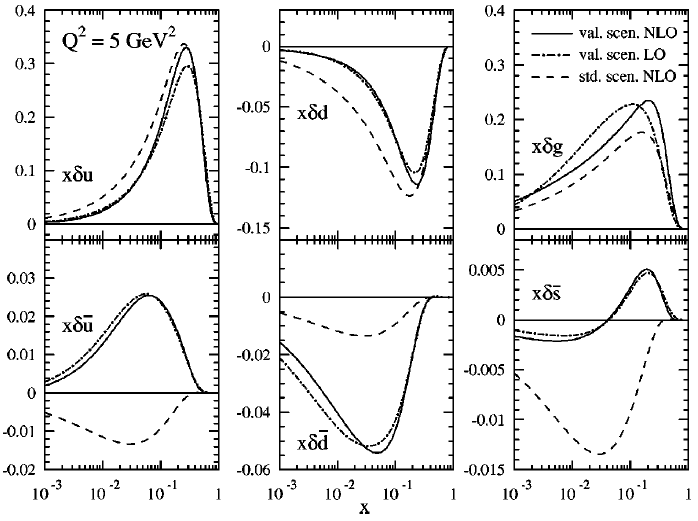 Q² = 5 GeV²
xδu
0.4
0.3
0.2
0.1
0
xδd
0
-0.05
-0.1
-0.15
val. scen. NLO
val. scen. LO
std. scen. NLO
xδg
0.4
0.3
0.2
0.1
0
xδū
0.03
0.02
0.01
0
-0.01
-0.02
10⁻³ 10⁻² 10⁻¹
xδd̄
0
-0.02
-0.04
-0.06
10⁻³ 10⁻² 10⁻¹ 1
x
xδs̄
0.005
0
-0.005
-0.01
-0.015
10⁻³ 10⁻² 10⁻¹ 1